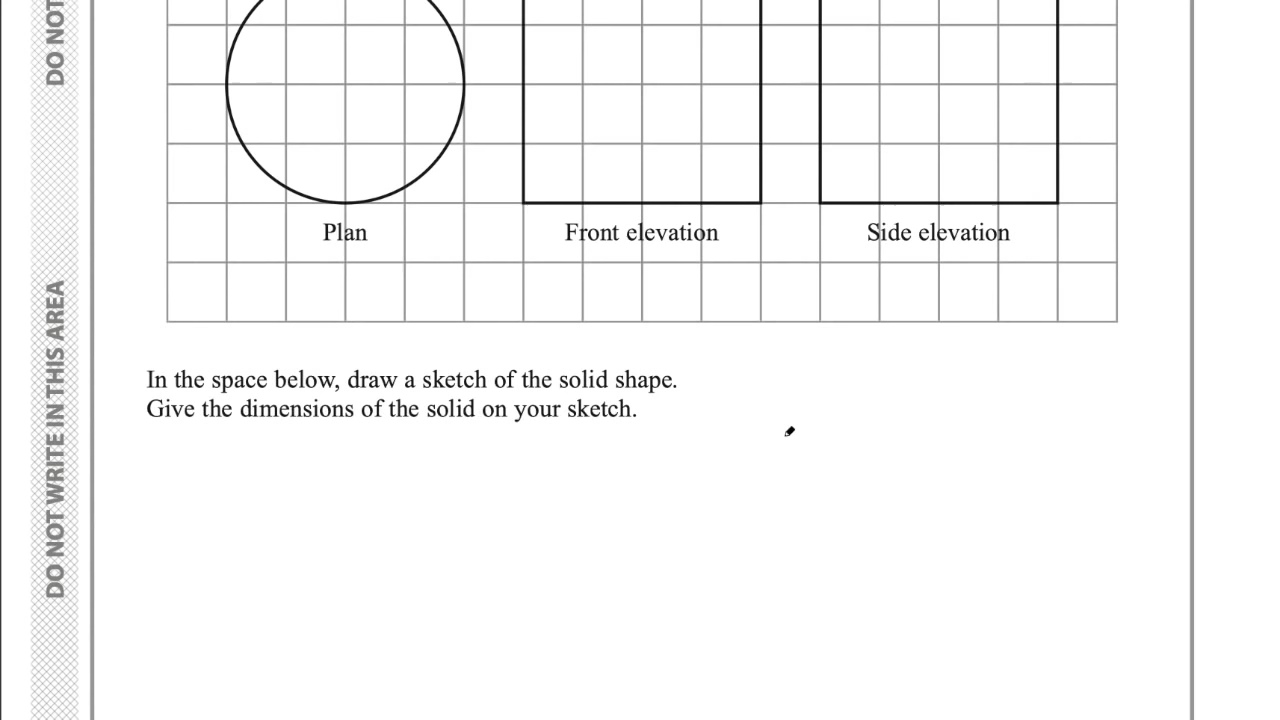 DO NOT
Plan
Front elevation
Side elevation
In the space below, draw a sketch of the solid shape.
Give the dimensions of the solid on your sketch.
DO NOT WRITE IN THIS AREA